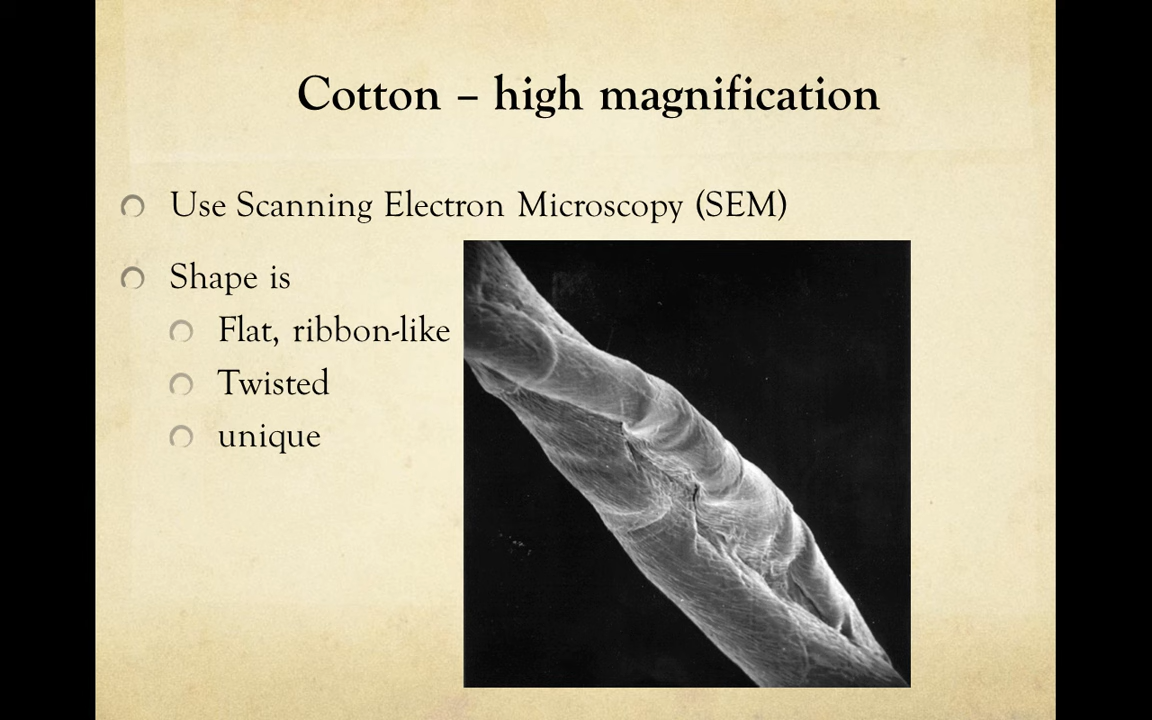 Cotton – high magnification
Use Scanning Electron Microscopy (SEM)
Shape is
Flat, ribbon-like
Twisted
unique